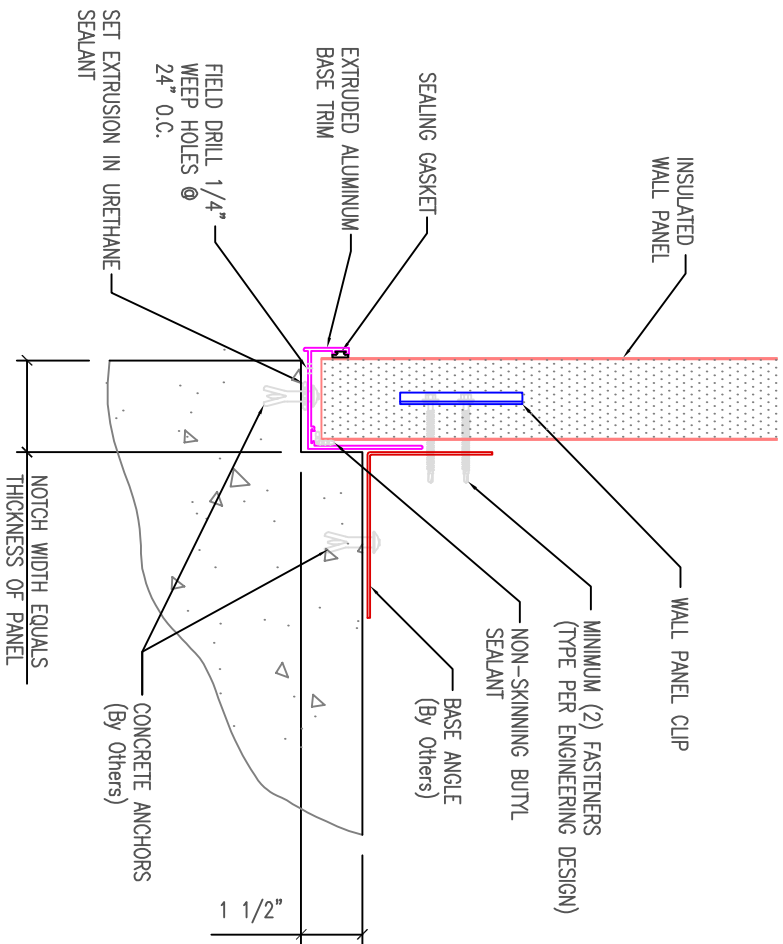 INSULATED
WALL PANEL
SEALING GASKET
EXTRUDED ALUMINUM
BASE TRIM
FIELD DRILL 1/4"
WEEP HOLES @
24" O.C.
SET EXTRUSION IN URETHANE
SEALANT
WALL PANEL CLIP
MINIMUM (2) FASTENERS
(TYPE PER ENGINEERING DESIGN)
NON-SKINNING BUTYL
SEALANT
BASE ANGLE
(By Others)
CONCRETE ANCHORS
(By Others)
NOTCH WIDTH EQUALS
THICKNESS OF PANEL
1 1/2"